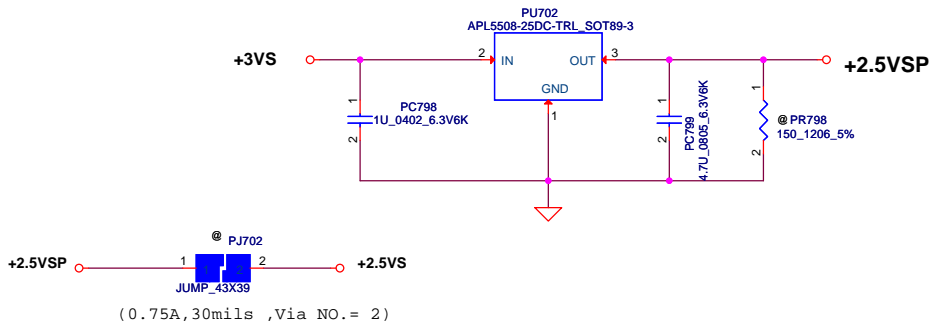 PU702
APL5508-25DC-TRL_SOT89-3
+3VS
2
IN
OUT
3
+2.5VSP
GND
1
1
PC798
1U_0402_6.3V6K
2
1
PC799
4.7U_0805_6.3V6K
2
1
@ PR798
150_1206_5%
2
@
PJ702
+2.5VSP
1
1
2
2
+2.5VS
JUMP_43X39
(0.75A,30mils ,Via NO.= 2)